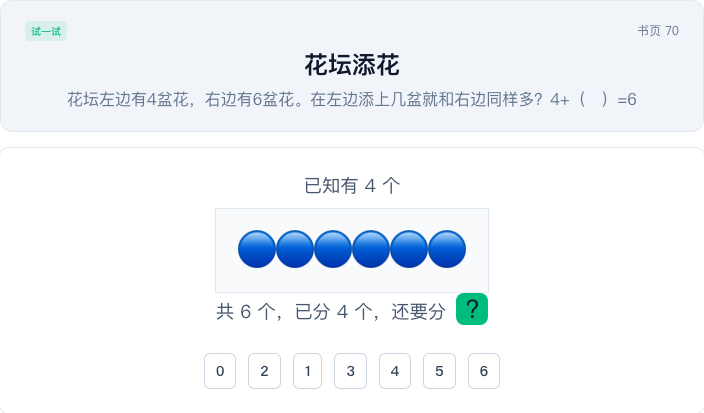 试一试
书页 70
花坛添花
花坛左边有4盆花，右边有6盆花。在左边添上几盆就和右边同样多？4+（　）=6
已知有 4 个
共 6 个，已分 4 个，还要分 ?
0 2 1 3 4 5 6